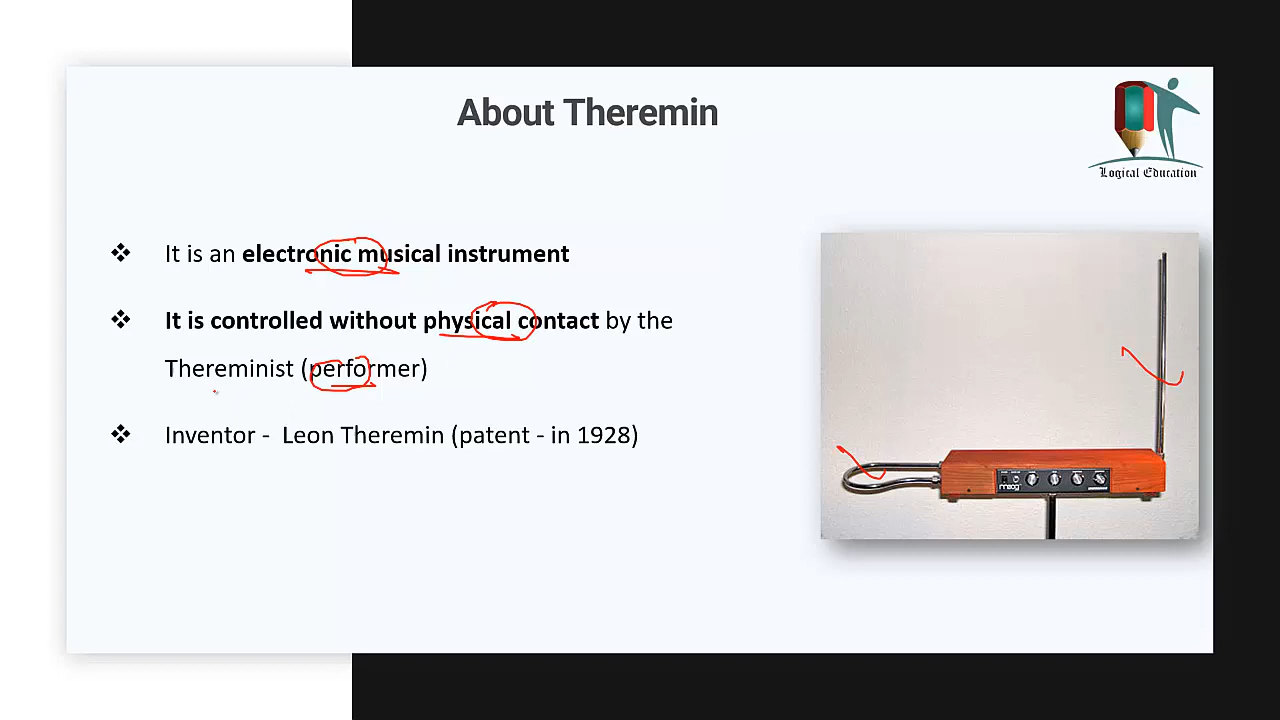 About Theremin
Logical Education
It is an electronic musical instrument
It is controlled without physical contact by the
Thereminist (performer)
Inventor - Leon Theremin (patent - in 1928)
moog